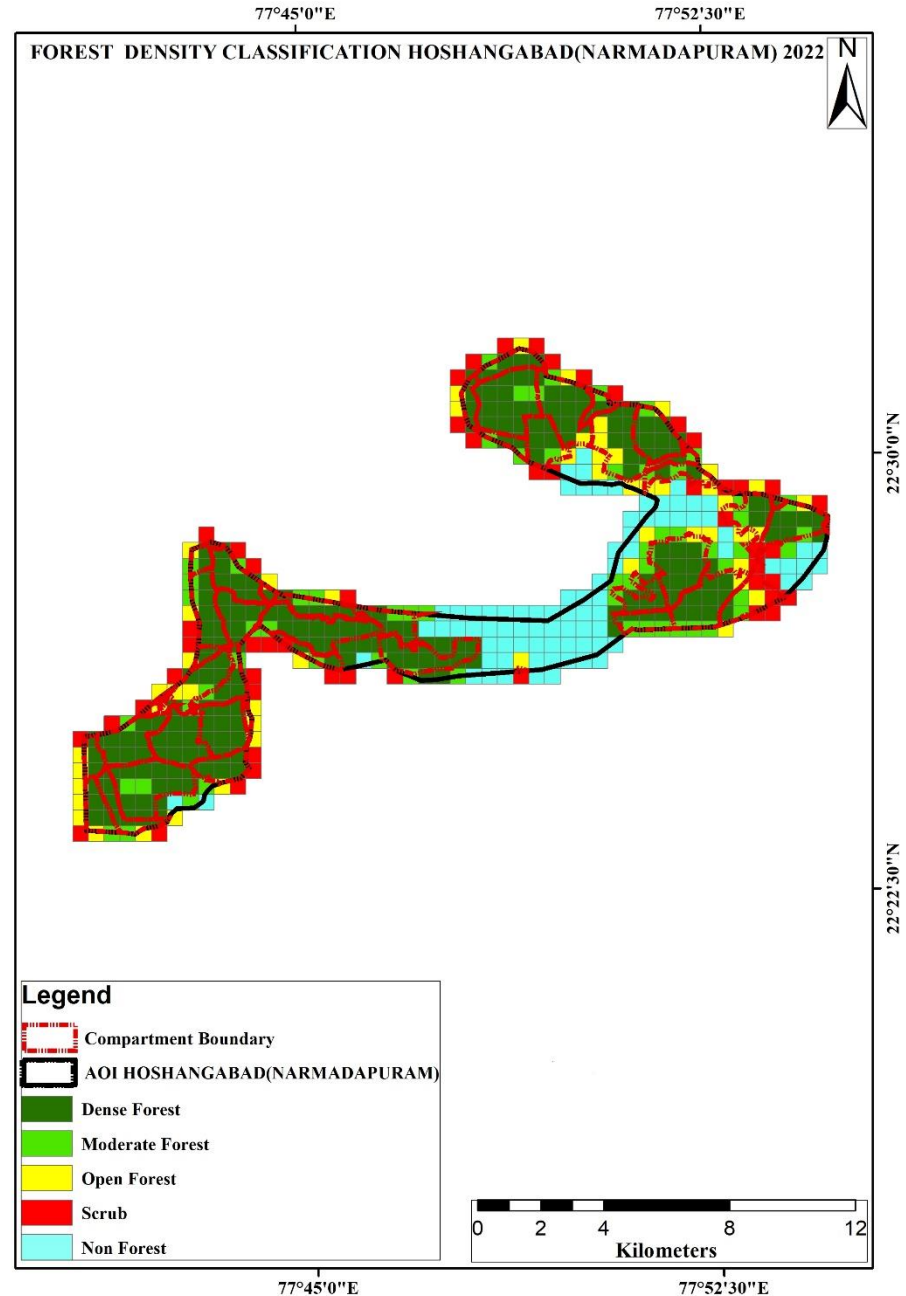 77°45'0"E 77°52'30"E
FOREST DENSITY CLASSIFICATION HOSHANGABAD(NARMADAPURAM) 2022
N
22°30'0"N
22°22'30"N
Legend
Compartment Boundary
AOI HOSHANGABAD(NARMADAPURAM)
Dense Forest
Moderate Forest
Open Forest
Scrub
Non Forest
0 2 4 8 12
Kilometers
77°45'0"E 77°52'30"E